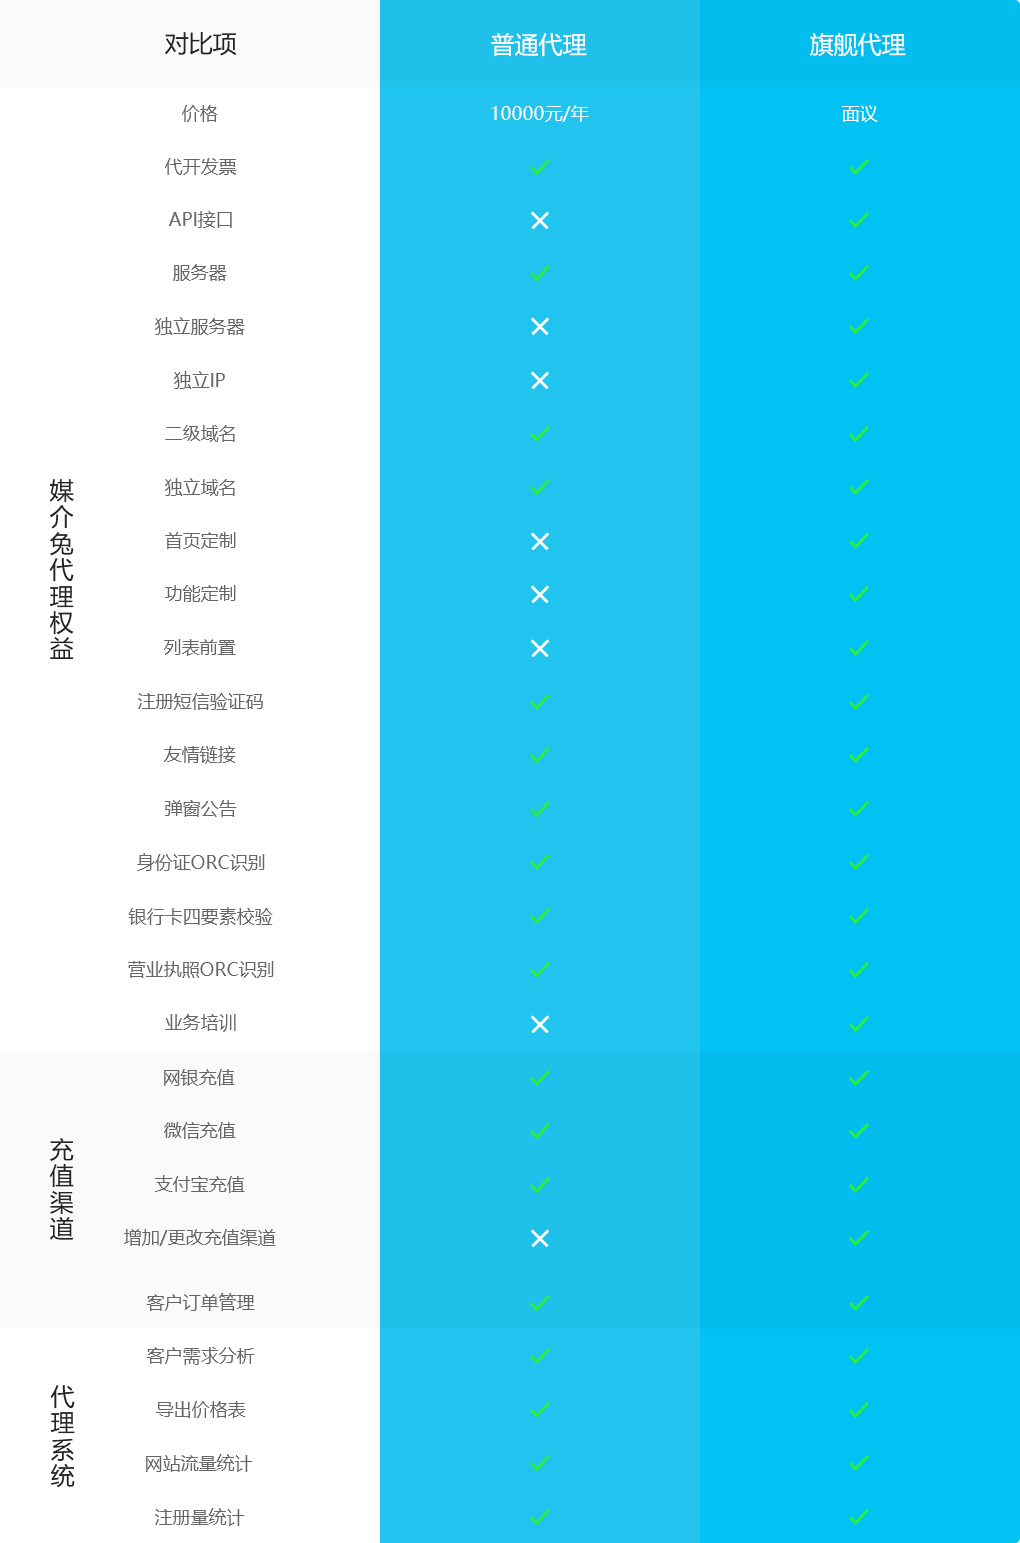 对比项 普通代理 旗舰代理
价格 10000元/年 面议
代开发票
API接口
服务器
独立服务器
独立IP
二级域名
独立域名
首页定制
功能定制
列表前置
注册短信验证码
友情链接
弹窗公告
身份证ORC识别
银行卡四要素校验
营业执照ORC识别
业务培训
媒介兔代理权益
网银充值
微信充值
支付宝充值
增加/更改充值渠道
客户订单管理
充值渠道
客户需求分析
导出价格表
网站流量统计
注册量统计
代理系统